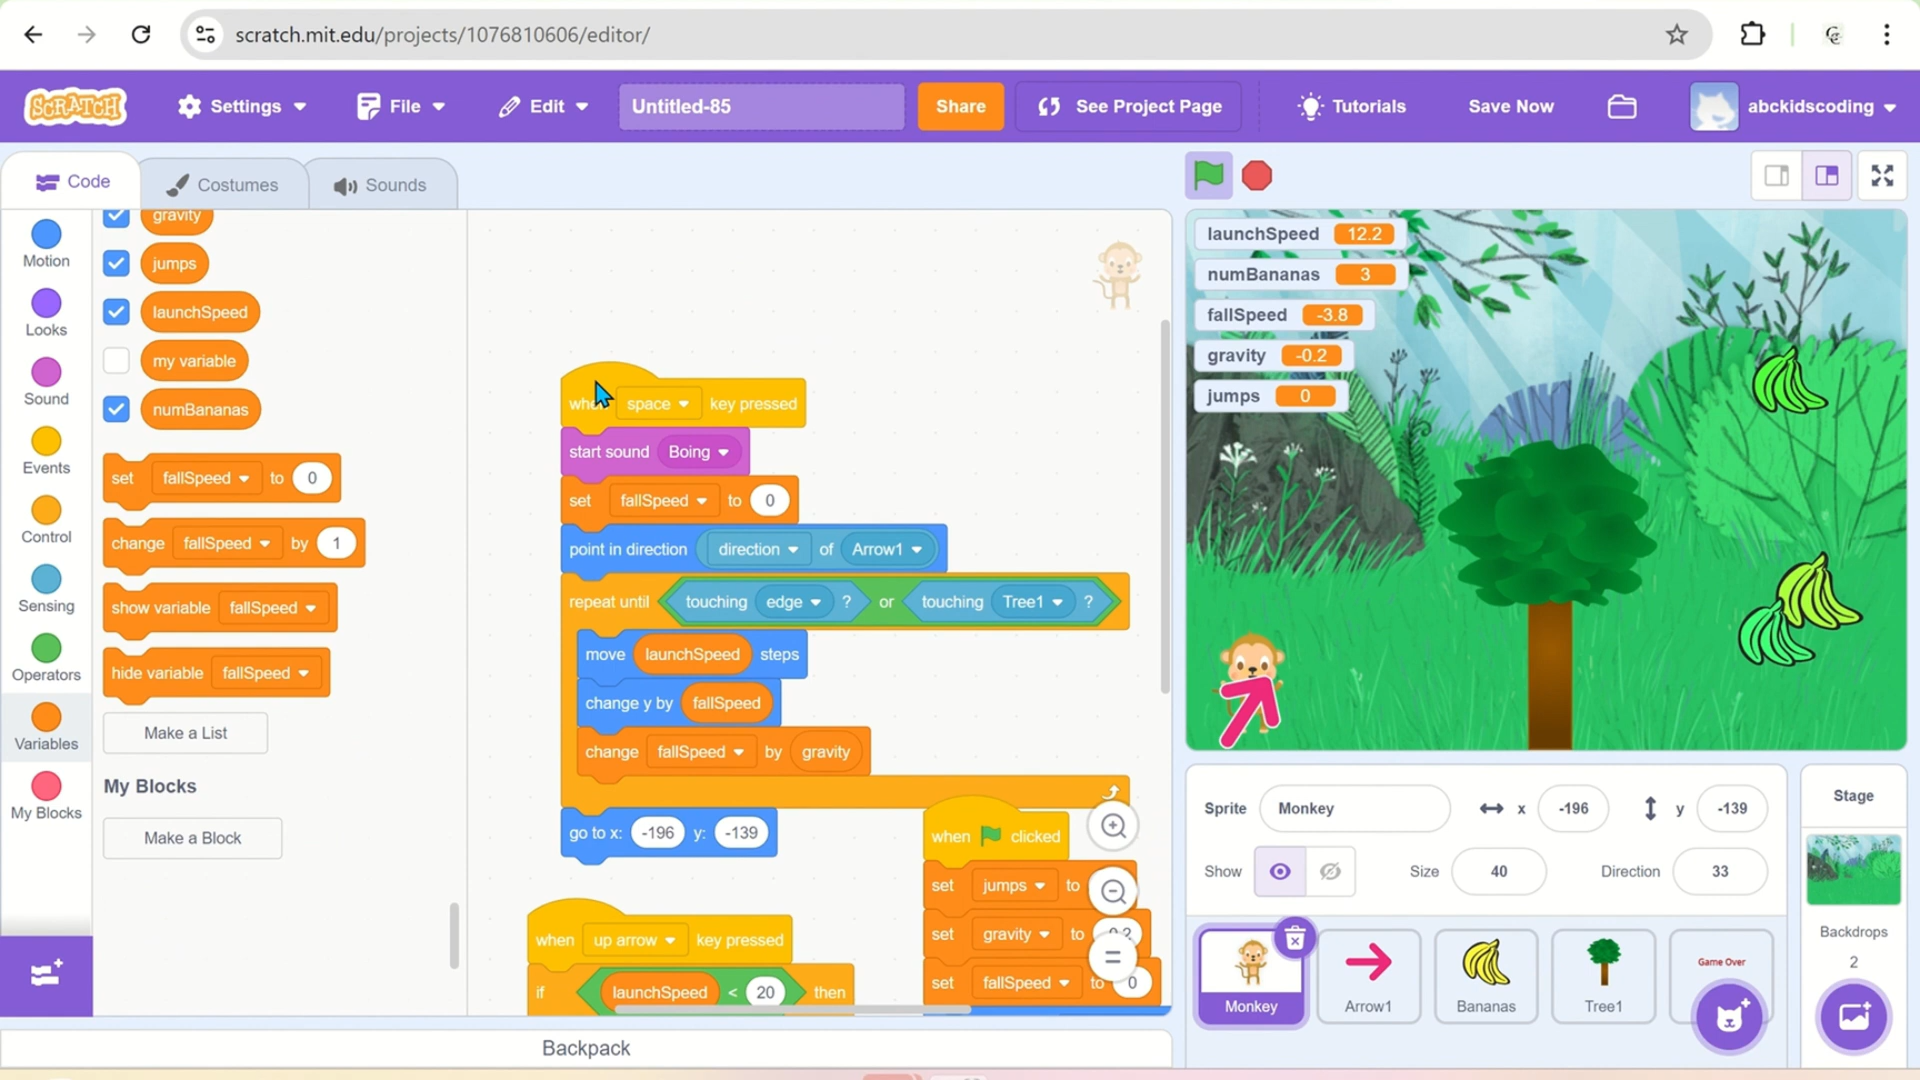 scratch.mit.edu/projects/1076810606/editor/
SCRATCH Settings File Edit Untitled-85 Share See Project Page Tutorials Save Now abckidscoding
Code Costumes Sounds
Motion
Looks
Sound
Events
Control
Sensing
Operators
Variables
My Blocks
gravity
jumps
launchSpeed
my variable
numBananas
set fallSpeed to 0
change fallSpeed by 1
show variable fallSpeed
hide variable fallSpeed
Make a List
My Blocks
Make a Block
when space key pressed
start sound Boing
set fallSpeed to 0
point in direction direction of Arrow1
repeat until touching edge ? or touching Tree1 ?
move launchSpeed steps
change y by fallSpeed
change fallSpeed by gravity
go to x: -196 y: -139
when up arrow key pressed
if launchSpeed < 20 then
when clicked
set jumps to
set gravity to
set fallSpeed to 0
Backpack
launchSpeed 12.2
numBananas 3
fallSpeed -3.8
gravity -0.2
jumps 0
Sprite Monkey x -196 y -139
Show Size 40 Direction 33
Monkey
Arrow1
Bananas
Tree1
Game Over
Stage
Backdrops
2